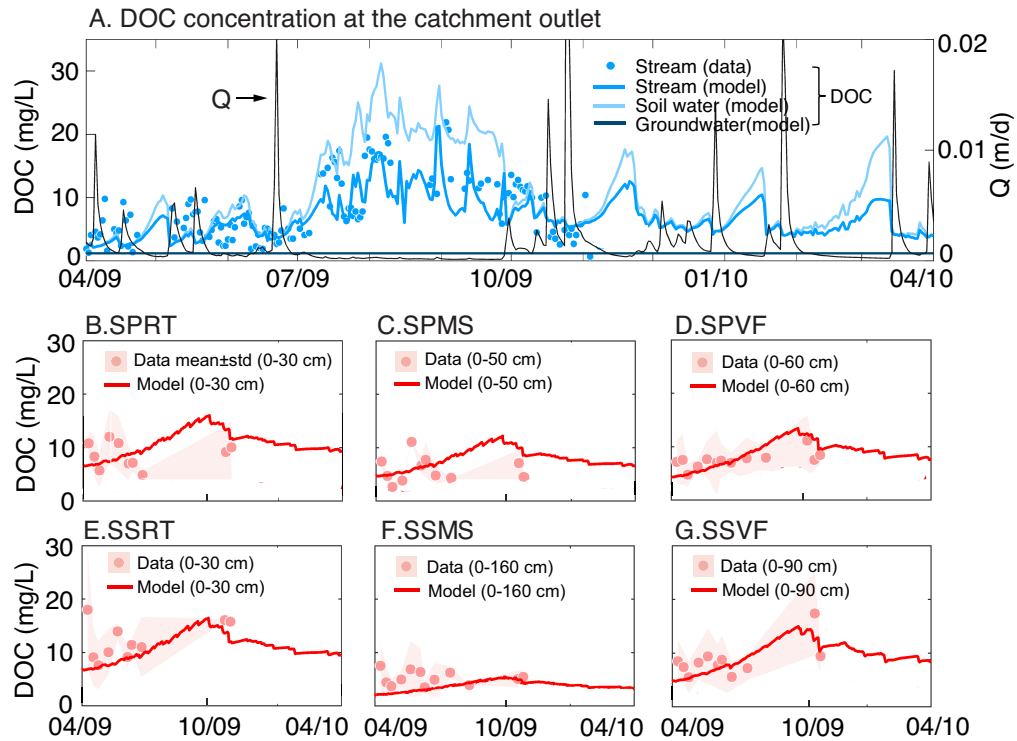 A. DOC concentration at the catchment outlet
DOC (mg/L)
30
20
10
0
Q
Stream (data)
Stream (model)
Soil water (model)
Groundwater(model)
DOC
0.02
0.01
0
Q (m/d)
04/09 07/09 10/09 01/10 04/10
B.SPRT
DOC (mg/L)
30
20
10
0
Data mean±std (0-30 cm)
Model (0-30 cm)
C.SPMS
Data (0-50 cm)
Model (0-50 cm)
D.SPVF
Data (0-60 cm)
Model (0-60 cm)
E.SSRT
DOC (mg/L)
30
20
10
0
Data (0-30 cm)
Model (0-30 cm)
F.SSMS
Data (0-160 cm)
Model (0-160 cm)
G.SSVF
Data (0-90 cm)
Model (0-90 cm)
04/09 10/09 04/10
04/09 10/09
04/09 10/09 04/10